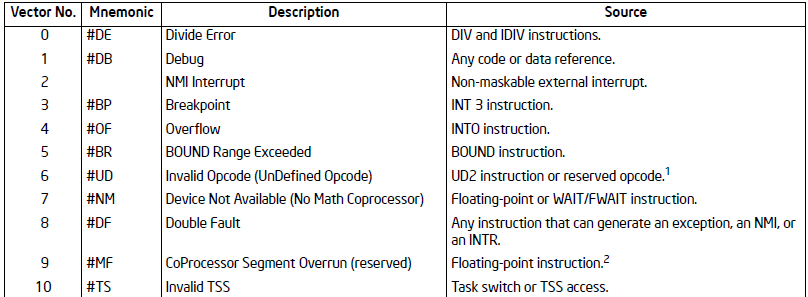 Vector No. Mnemonic Description Source
0 #DE Divide Error DIV and IDIV instructions.
1 #DB Debug Any code or data reference.
2 NMI Interrupt Non-maskable external interrupt.
3 #BP Breakpoint INT 3 instruction.
4 #OF Overflow INTO instruction.
5 #BR BOUND Range Exceeded BOUND instruction.
6 #UD Invalid Opcode (UnDefined Opcode) UD2 instruction or reserved opcode.1
7 #NM Device Not Available (No Math Coprocessor) Floating-point or WAIT/FWAIT instruction.
8 #DF Double Fault Any instruction that can generate an exception, an NMI, or
an INTR.
9 #MF CoProcessor Segment Overrun (reserved) Floating-point instruction.2
10 #TS Invalid TSS Task switch or TSS access.